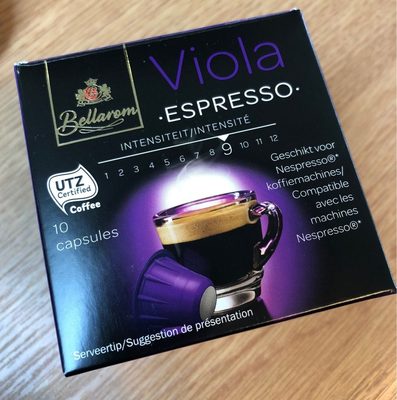 Bellarom
Viola
·ESPRESSO·
INTENSITEIT/INTENSITÉ
1 2 3 4 5 6 7 8 9 10 11 12
UTZ
Certified
Coffee
10
capsules
Geschikt voor
Nespresso®*
koffiemachines/
Compatible
avec les
machines
Nespresso®*
Serveertip/Suggestion de présentation